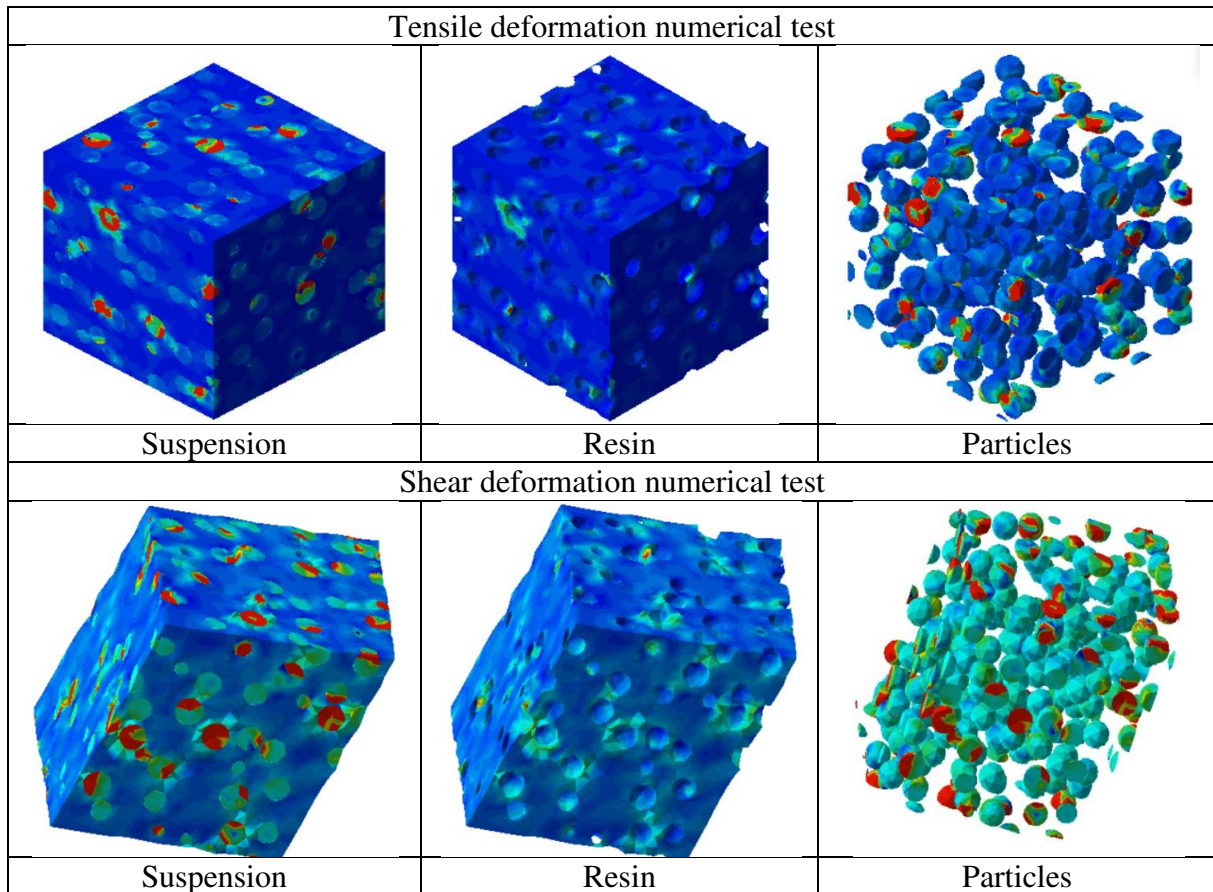 Tensile deformation numerical test
Suspension
Resin
Particles
Shear deformation numerical test
Suspension
Resin
Particles